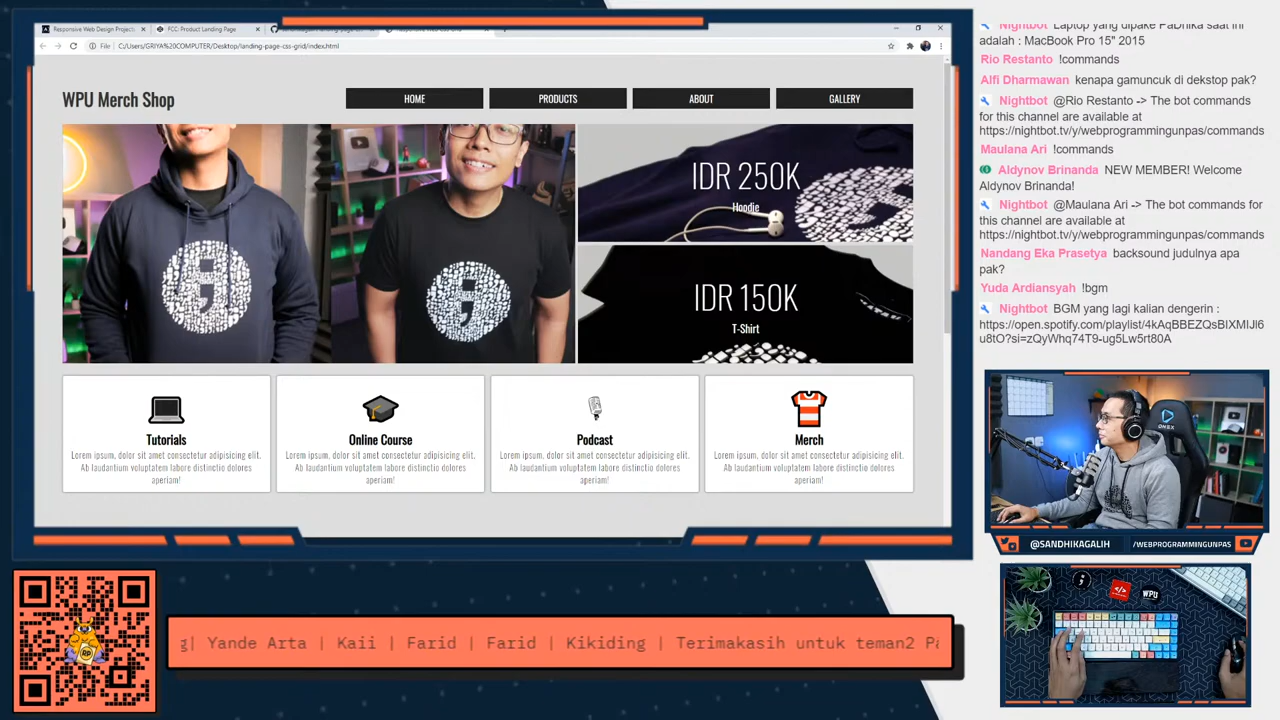 Responsive Web Design Projects
FCC: Product Landing Page
File
C:/Users/GRIYA%20COMPUTER/Desktop/landing-page-css-grid/index.html
WPU Merch Shop
HOME
PRODUCTS
ABOUT
GALLERY
IDR 250K
Hoodie
IDR 150K
T-Shirt
Tutorials
Lorem ipsum, dolor sit amet consectetur adipisicing elit.
Ab laudantium voluptatem labore distinctio dolores
aperiam!
Online Course
Lorem ipsum, dolor sit amet consectetur adipisicing elit.
Ab laudantium voluptatem labore distinctio dolores
aperiam!
Podcast
Lorem ipsum, dolor sit amet consectetur adipisicing elit.
Ab laudantium voluptatem labore distinctio dolores
aperiam!
Merch
Lorem ipsum, dolor sit amet consectetur adipisicing elit.
Ab laudantium voluptatem labore distinctio dolores
aperiam!
Nightbot Laptop yang dipake Padhika saat ini
adalah : MacBook Pro 15" 2015
Rio Restanto !commands
Alfi Dharmawan kenapa gamuncuk di dekstop pak?
Nightbot @Rio Restanto -> The bot commands
for this channel are available at
https://nightbot.tv/y/webprogrammingunpas/commands
Maulana Ari !commands
Aldynov Brinanda NEW MEMBER! Welcome
Aldynov Brinanda!
Nightbot @Maulana Ari -> The bot commands for
this channel are available at
https://nightbot.tv/y/webprogrammingunpas/commands
Nandang Eka Prasetya backsound judulnya apa
pak?
Yuda Ardiansyah !bgm
Nightbot BGM yang lagi kalian dengerin :
@SANDHIKAGALIH
/WEBPROGRAMMINGUNPAS
WPU
| Yande Arta | Kaii | Farid | Farid | Kikiding | Terimakasih untuk teman2